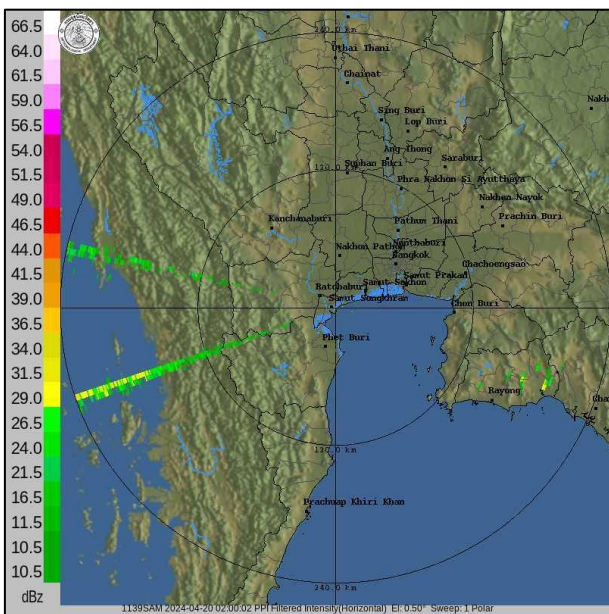 66.5
64.0
61.5
59.0
56.5
54.0
51.5
49.0
46.5
44.0
41.5
39.0
36.5
34.0
31.5
29.0
26.5
24.0
21.5
19.0
16.5
14.0
11.5
10.5
dBz
Uthai Thani
Chainat
Sing Buri
Lop Buri
Ang Thong
Saraburi
120.0 km
Suphan Buri
Phra Nakhon Si Ayutthaya
Nakhon Nayok
Kanchanaburi
Pathum Thani
Prachin Buri
Nonthaburi
Nakhon Pathom
Bangkok
Chachoengsao
Samut Prakan
Samut Sakhon
Ratchaburi
Samut Songkhram
Chon Buri
Phet Buri
Rayong
120.0 km
Prachuap Khiri Khan
240.0 km
1139SAM 2024-04-20 02:00:02 PPI Filtered Intensity(Horizontal) El: 0.50° Sweep: 1 Polar